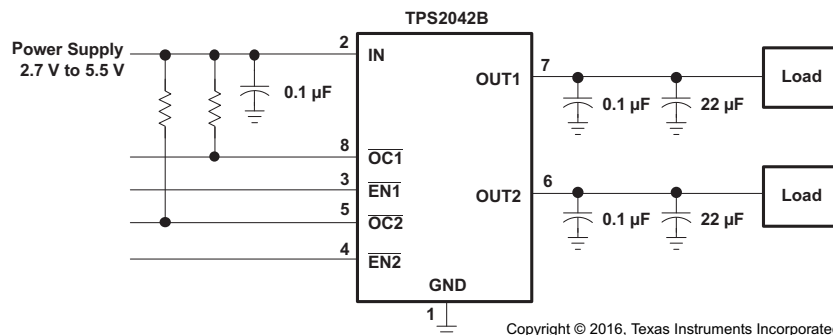 TPS2042B
Power Supply
2.7 V to 5.5 V
2
IN
0.1 µF
7
OUT1
0.1 µF
22 µF
Load
8
OC1
3
EN1
5
OC2
4
EN2
6
OUT2
0.1 µF
22 µF
Load
GND
1
Copyright © 2016, Texas Instruments Incorporated